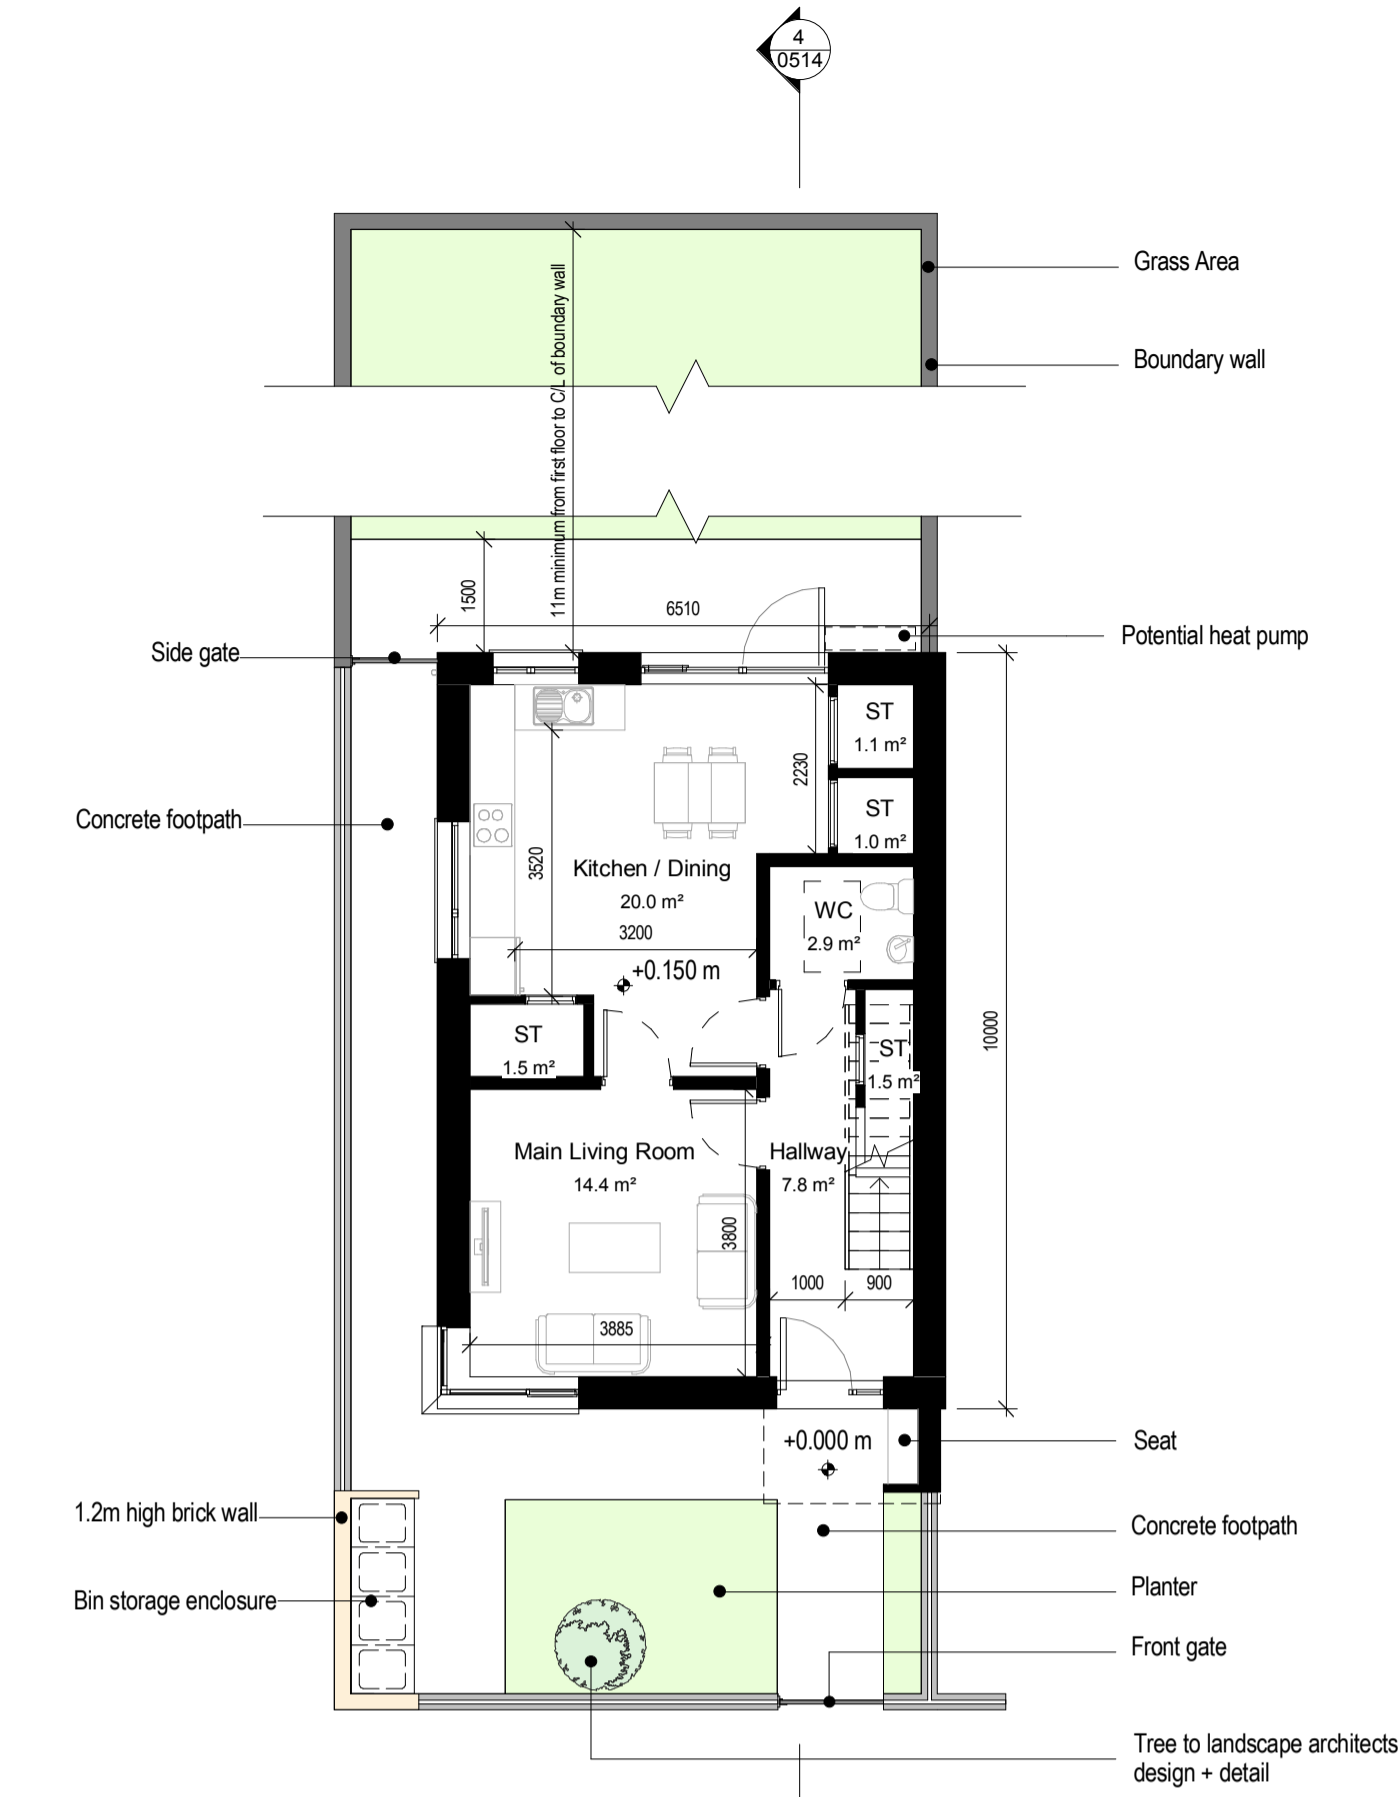 4
0514
Grass Area
Boundary wall
11m minimum from first floor to C/L of boundary wall
1500
6510
Potential heat pump
Side gate
ST
1.1 m²
2230
ST
1.0 m²
Concrete footpath
3520
Kitchen / Dining
20.0 m²
WC
2.9 m²
3200
+0.150 m
10000
ST
1.5 m²
ST
1.5 m²
Main Living Room
14.4 m²
Hallway
7.8 m²
3800
1000
900
3885
+0.000 m
Seat
1.2m high brick wall
Concrete footpath
Bin storage enclosure
Planter
Front gate
Tree to landscape architects
design + detail